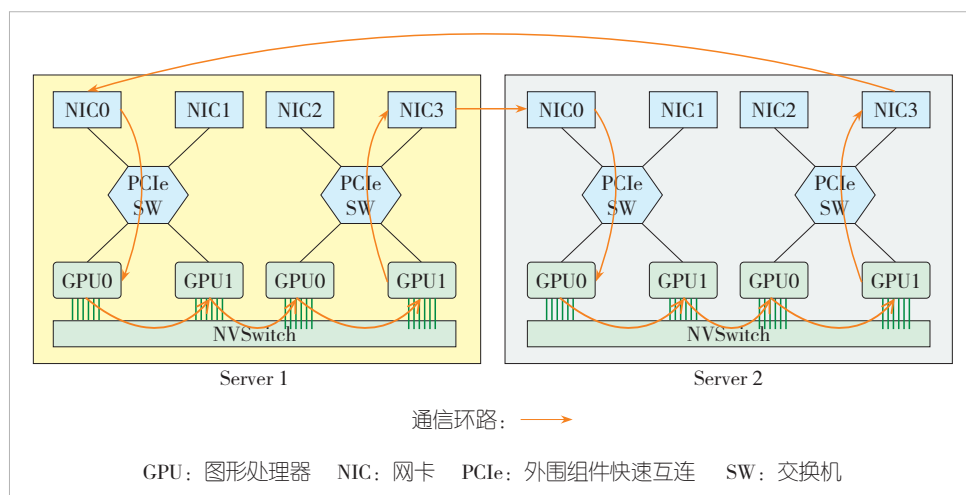 NIC0 NIC1 NIC2 NIC3 NIC0 NIC1 NIC2 NIC3
PCIe PCIe PCIe PCIe
SW SW SW SW
GPU0 GPU1 GPU0 GPU1 GPU0 GPU1 GPU0 GPU1
NVSwitch NVSwitch
Server 1 Server 2
通信环路：
GPU：图形处理器 NIC：网卡 PCIe：外围组件快速互连 SW：交换机